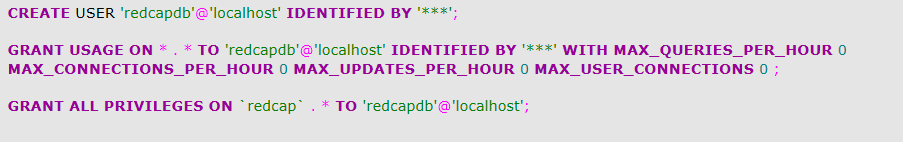 CREATE USER 'redcapdb'@'localhost' IDENTIFIED BY '***';
GRANT USAGE ON * . * TO 'redcapdb'@'localhost' IDENTIFIED BY '***' WITH MAX_QUERIES_PER_HOUR 0
MAX_CONNECTIONS_PER_HOUR 0 MAX_UPDATES_PER_HOUR 0 MAX_USER_CONNECTIONS 0 ;
GRANT ALL PRIVILEGES ON `redcap` . * TO 'redcapdb'@'localhost';